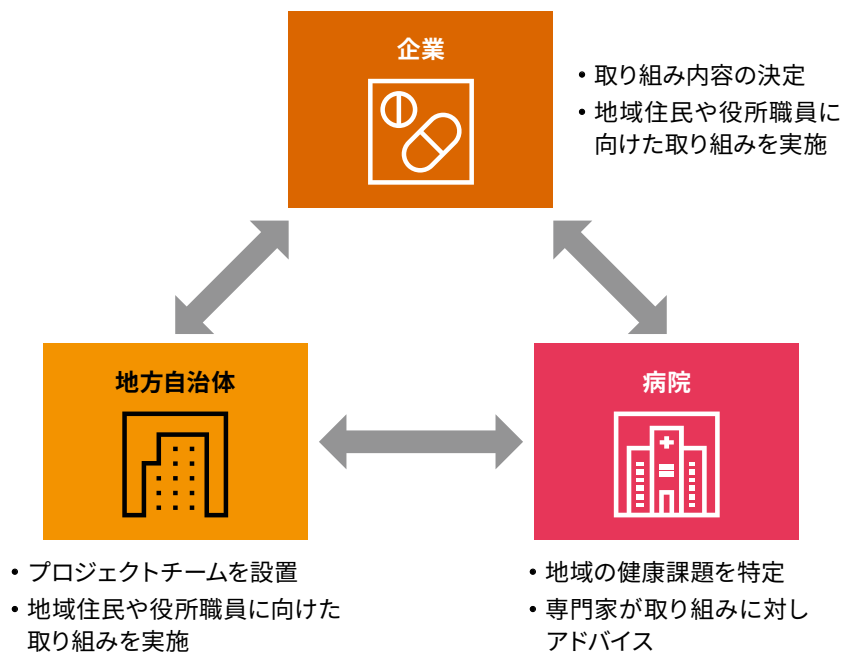 企業
• 取り組み内容の決定
• 地域住民や役所職員に
向けた取り組みを実施
地方自治体
• プロジェクトチームを設置
• 地域住民や役所職員に向けた
取り組みを実施
病院
• 地域の健康課題を特定
• 専門家が取り組みに対し
アドバイス